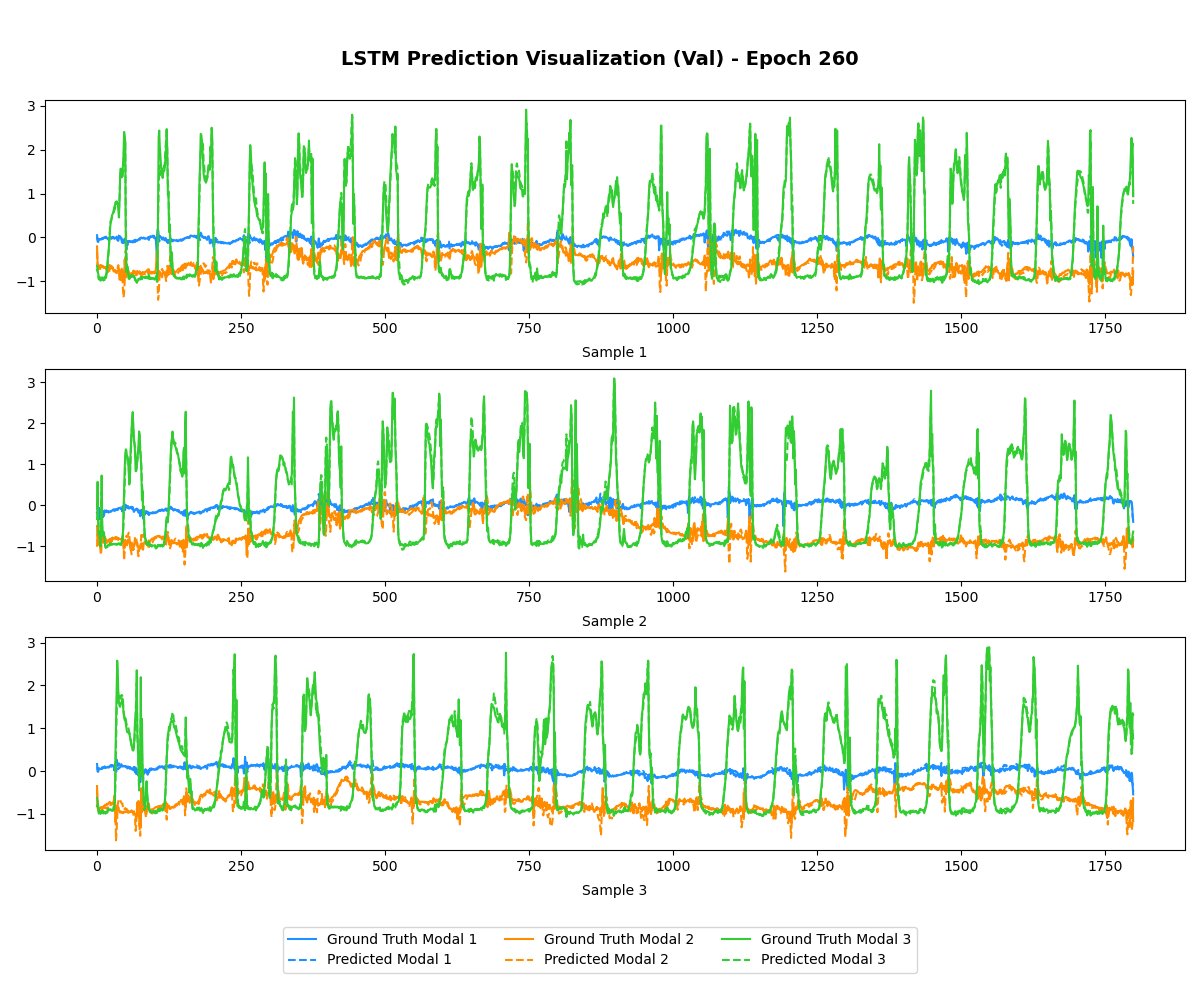 LSTM Prediction Visualization (Val) - Epoch 260
3
2
1
0
−1
0 250 500 750 1000 1250 1500 1750
Sample 1
3
2
1
0
−1
0 250 500 750 1000 1250 1500 1750
Sample 2
3
2
1
0
−1
0 250 500 750 1000 1250 1500 1750
Sample 3
Ground Truth Modal 1 Ground Truth Modal 2 Ground Truth Modal 3
Predicted Modal 1 Predicted Modal 2 Predicted Modal 3